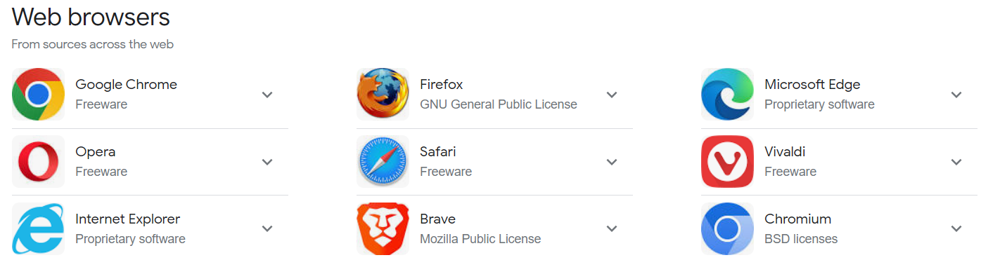 Web browsers
From sources across the web
Google Chrome
Freeware
Firefox
GNU General Public License
Microsoft Edge
Proprietary software
Opera
Freeware
Safari
Freeware
Vivaldi
Freeware
Internet Explorer
Proprietary software
Brave
Mozilla Public License
Chromium
BSD licenses